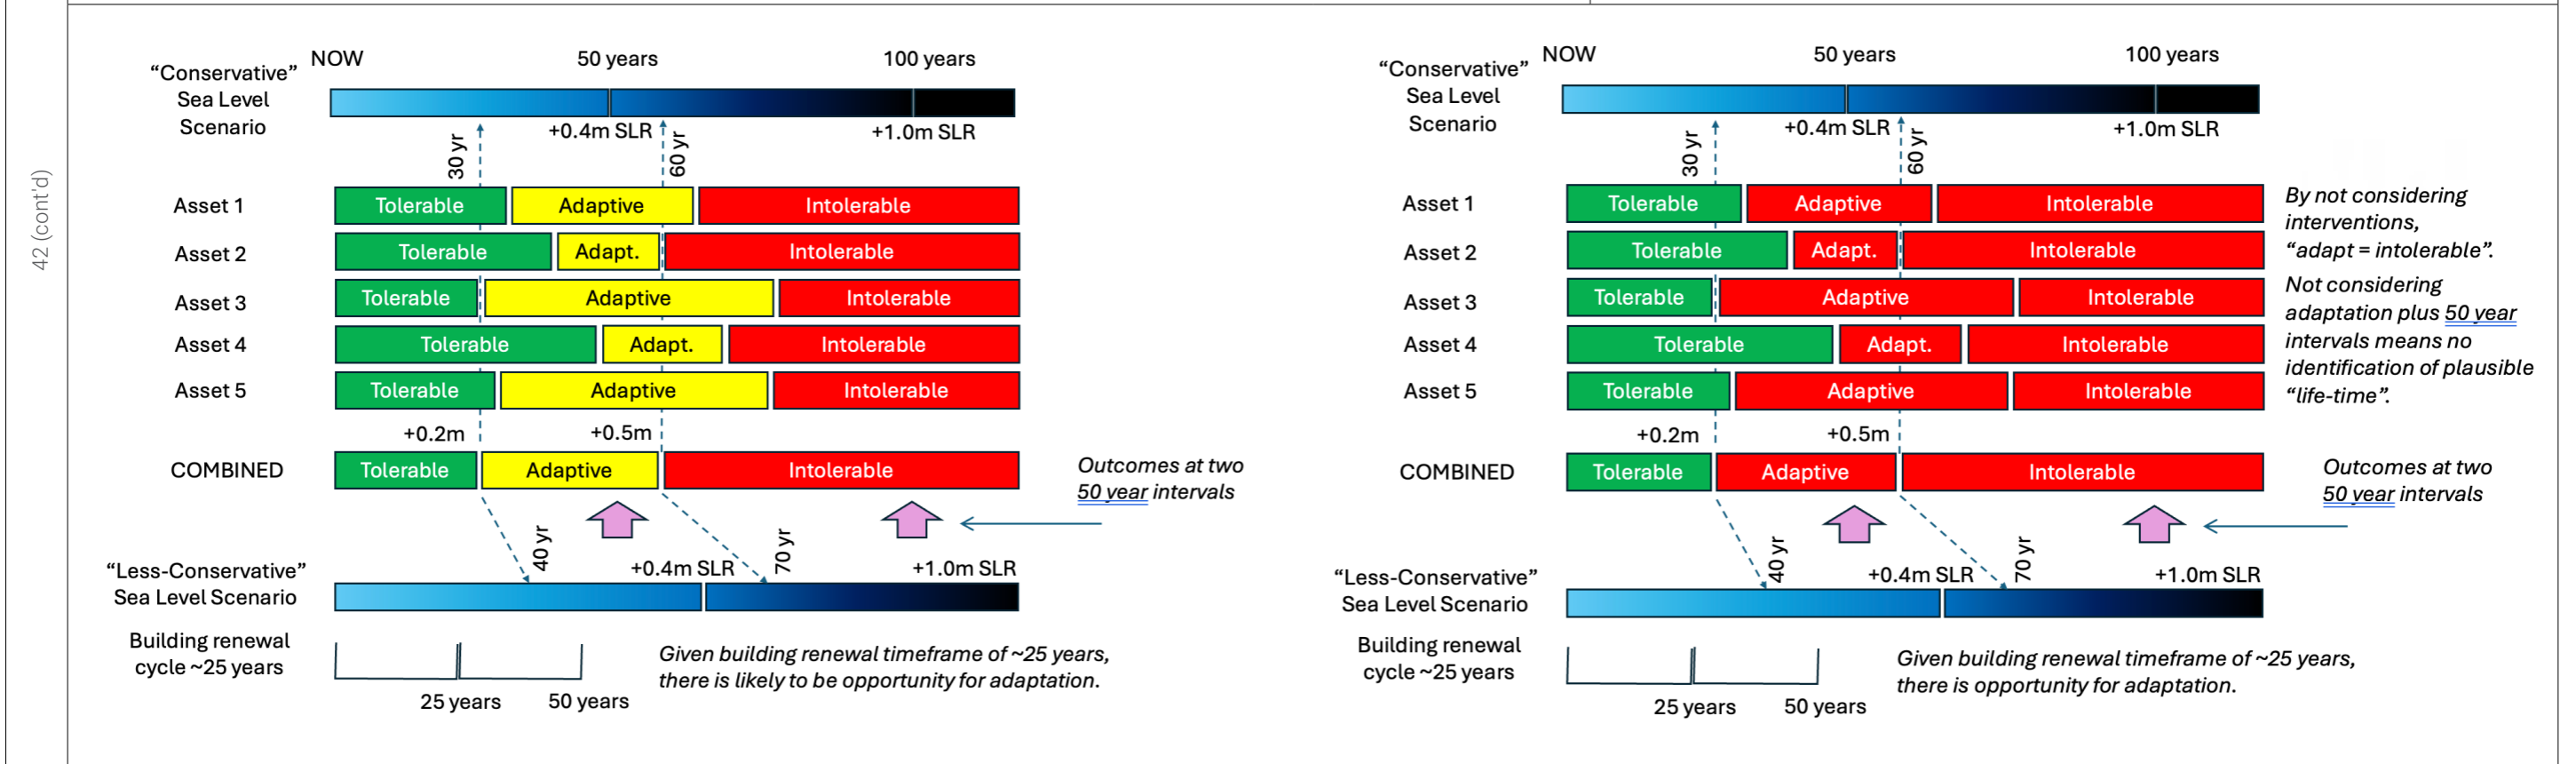 42 (cont'd)
NOW
50 years
100 years
“Conservative”
Sea Level
Scenario
+0.4m SLR
+1.0m SLR
30 yr
60 yr
Asset 1
Tolerable
Adaptive
Intolerable
Asset 2
Tolerable
Adapt.
Intolerable
Asset 3
Tolerable
Adaptive
Intolerable
Asset 4
Tolerable
Adapt.
Intolerable
Asset 5
Tolerable
Adaptive
Intolerable
+0.2m
+0.5m
COMBINED
Tolerable
Adaptive
Intolerable
Outcomes at two
50 year intervals
40 yr
70 yr
“Less-Conservative”
Sea Level Scenario
+0.4m SLR
+1.0m SLR
Building renewal
cycle ~25 years
25 years
50 years
Given building renewal timeframe of ~25 years,
there is likely to be opportunity for adaptation.
NOW
50 years
100 years
“Conservative”
Sea Level
Scenario
+0.4m SLR
+1.0m SLR
30 yr
60 yr
Asset 1
Tolerable
Adaptive
Intolerable
Asset 2
Tolerable
Adapt.
Intolerable
Asset 3
Tolerable
Adaptive
Intolerable
Asset 4
Tolerable
Adapt.
Intolerable
Asset 5
Tolerable
Adaptive
Intolerable
By not considering
interventions,
“adapt = intolerable”.
Not considering
adaptation plus 50 year
intervals means no
identification of plausible
“life-time”.
+0.2m
+0.5m
COMBINED
Tolerable
Adaptive
Intolerable
Outcomes at two
50 year intervals
40 yr
70 yr
“Less-Conservative”
Sea Level Scenario
+0.4m SLR
+1.0m SLR
Building renewal
cycle ~25 years
25 years
50 years
Given building renewal timeframe of ~25 years,
there is opportunity for adaptation.